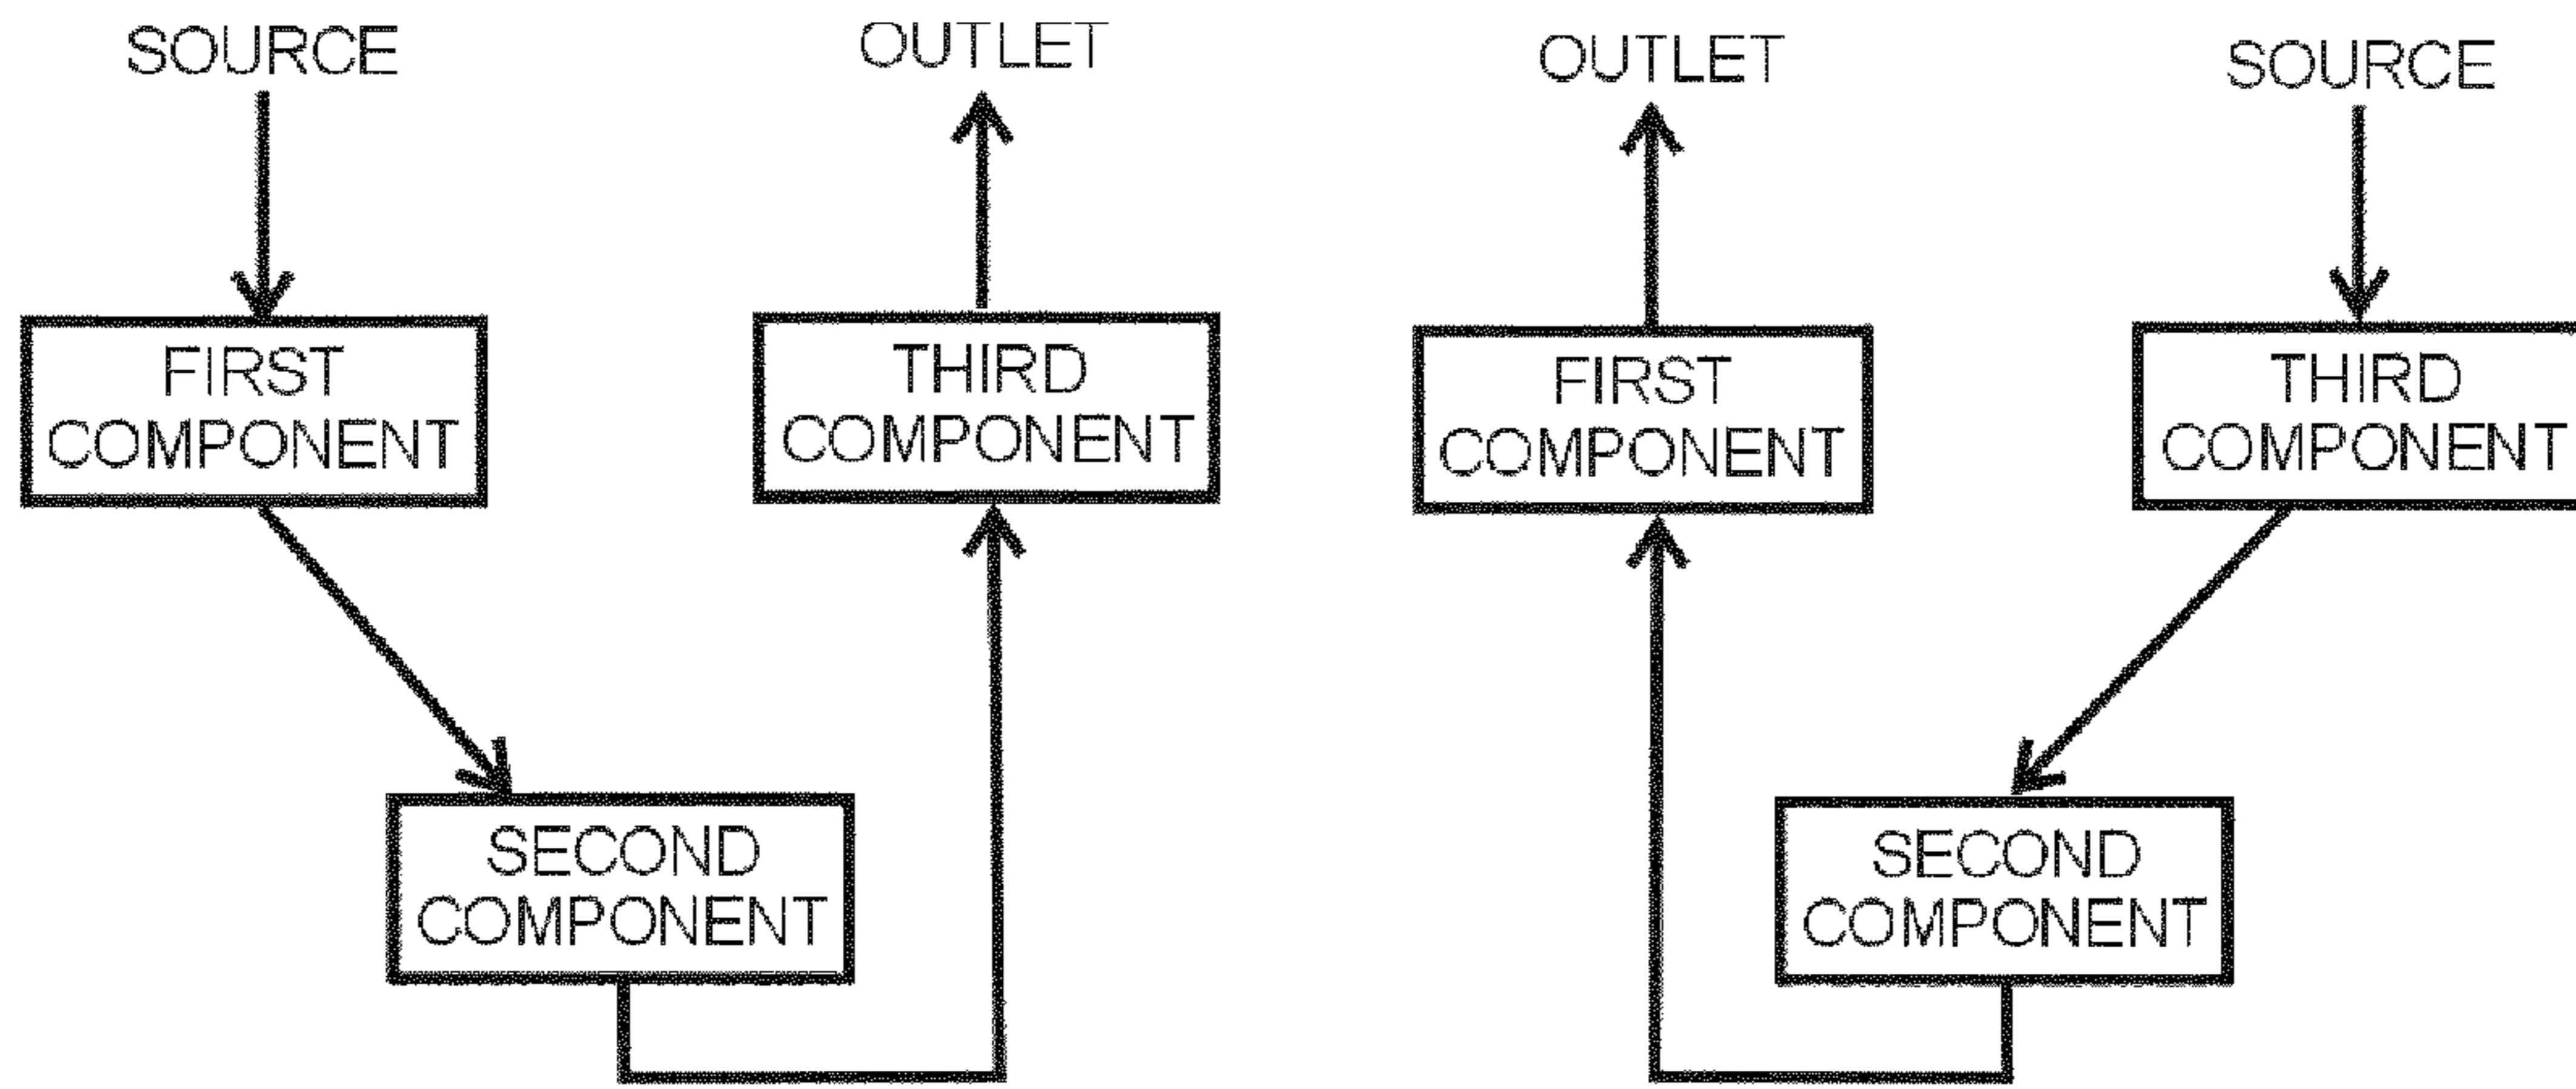 SOURCE
OUTLET
FIRST
COMPONENT
THIRD
COMPONENT
SECOND
COMPONENT
OUTLET
SOURCE
FIRST
COMPONENT
THIRD
COMPONENT
SECOND
COMPONENT